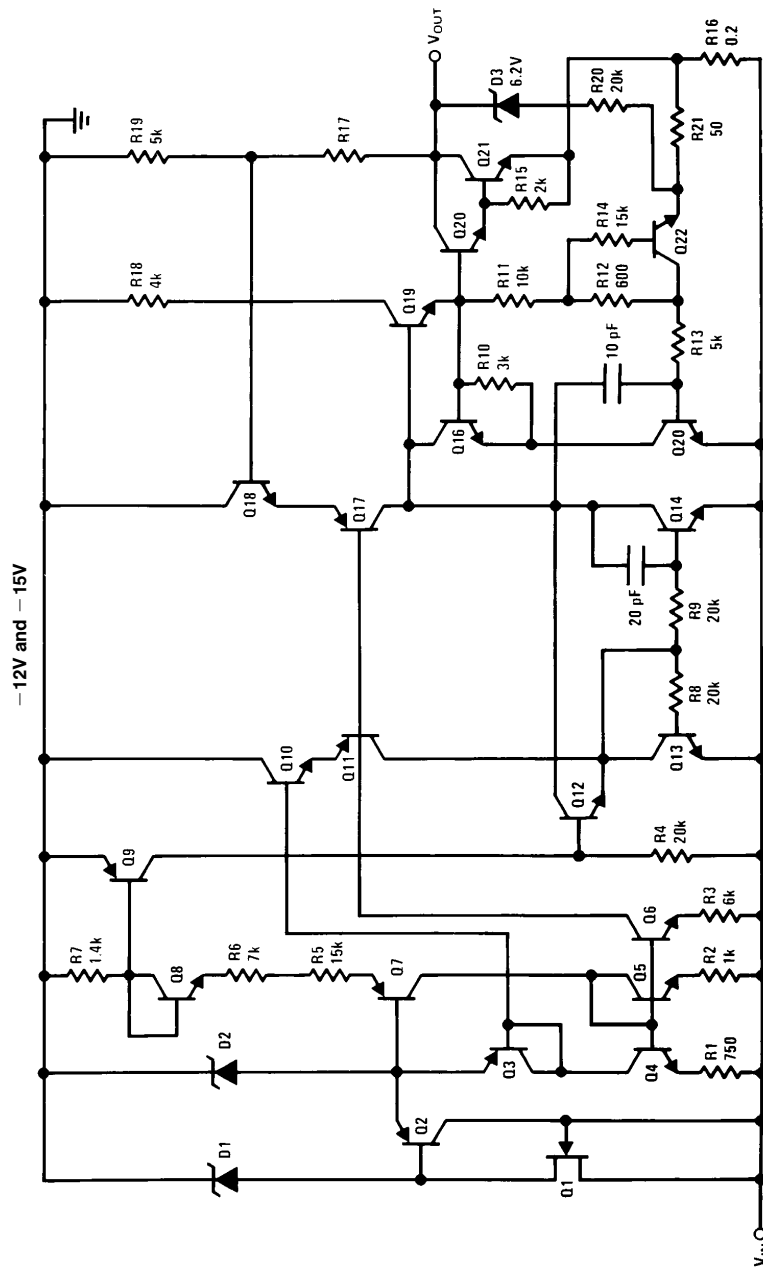 −12V and −15V
R7
1.4k
R18
4k
R19
5k
D1
D2
Q8
Q9
R6
7k
R5
15k
Q10
Q11
Q18
Q17
R17
VOUT
Q2
Q7
Q3
Q19
Q20
Q21
D3
6.2V
Q16
R10
3k
R11
10k
R15
2k
R20
20k
Q12
10 pF
R12
600
R14
15k
Q22
R21
50
Q1
Q4
Q5
Q6
R4
20k
Q13
R8
20k
R9
20k
20 pF
Q14
Q20
R13
5k
R1
750
R2
1k
R3
6k
R16
0.2